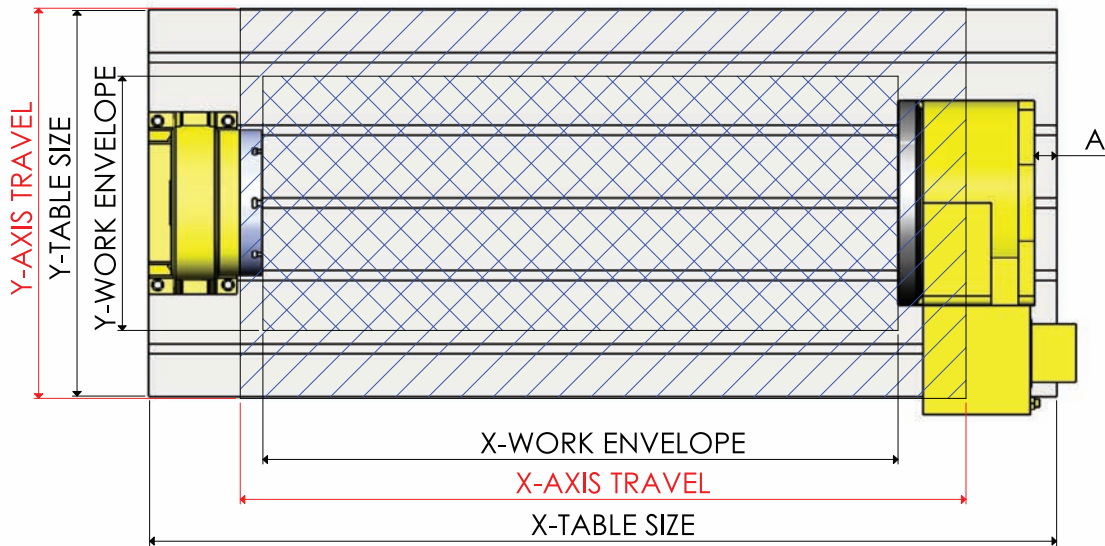 Y-AXIS TRAVEL
Y-TABLE SIZE
Y-WORK ENVELOPE
A
X-WORK ENVELOPE
X-AXIS TRAVEL
X-TABLE SIZE